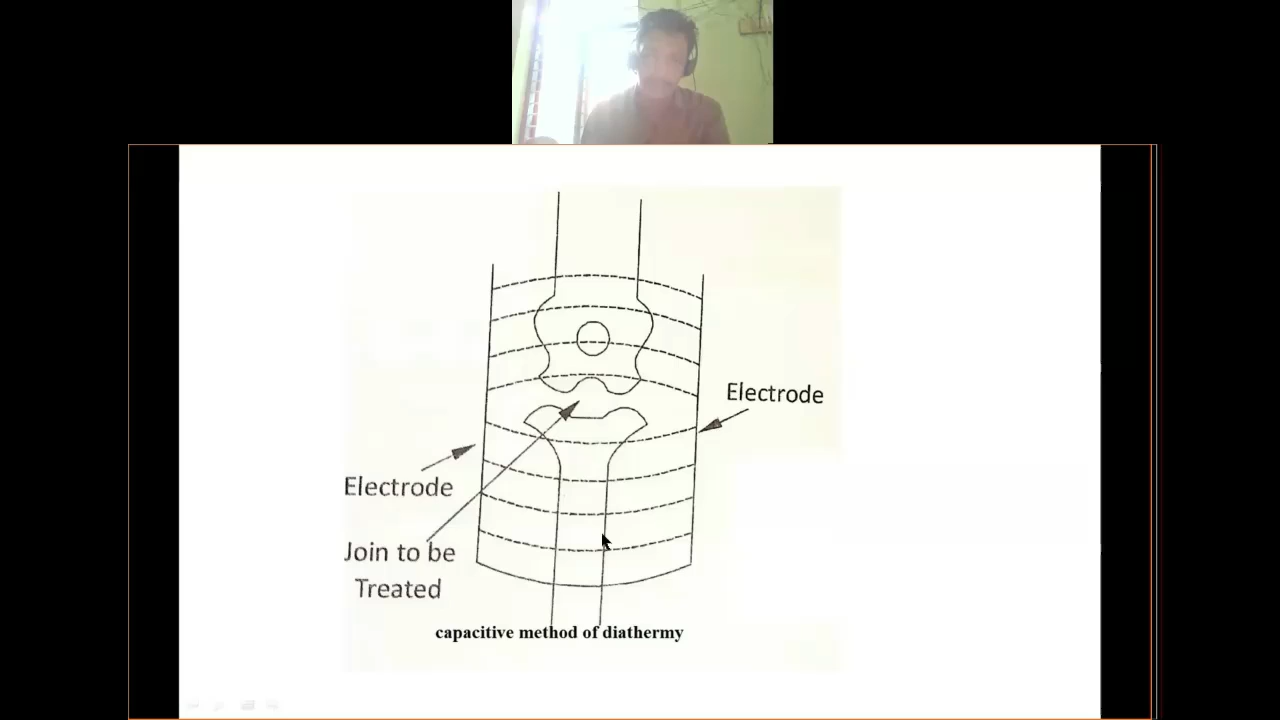 Electrode
Electrode
Join to be
Treated
capacitive method of diathermy